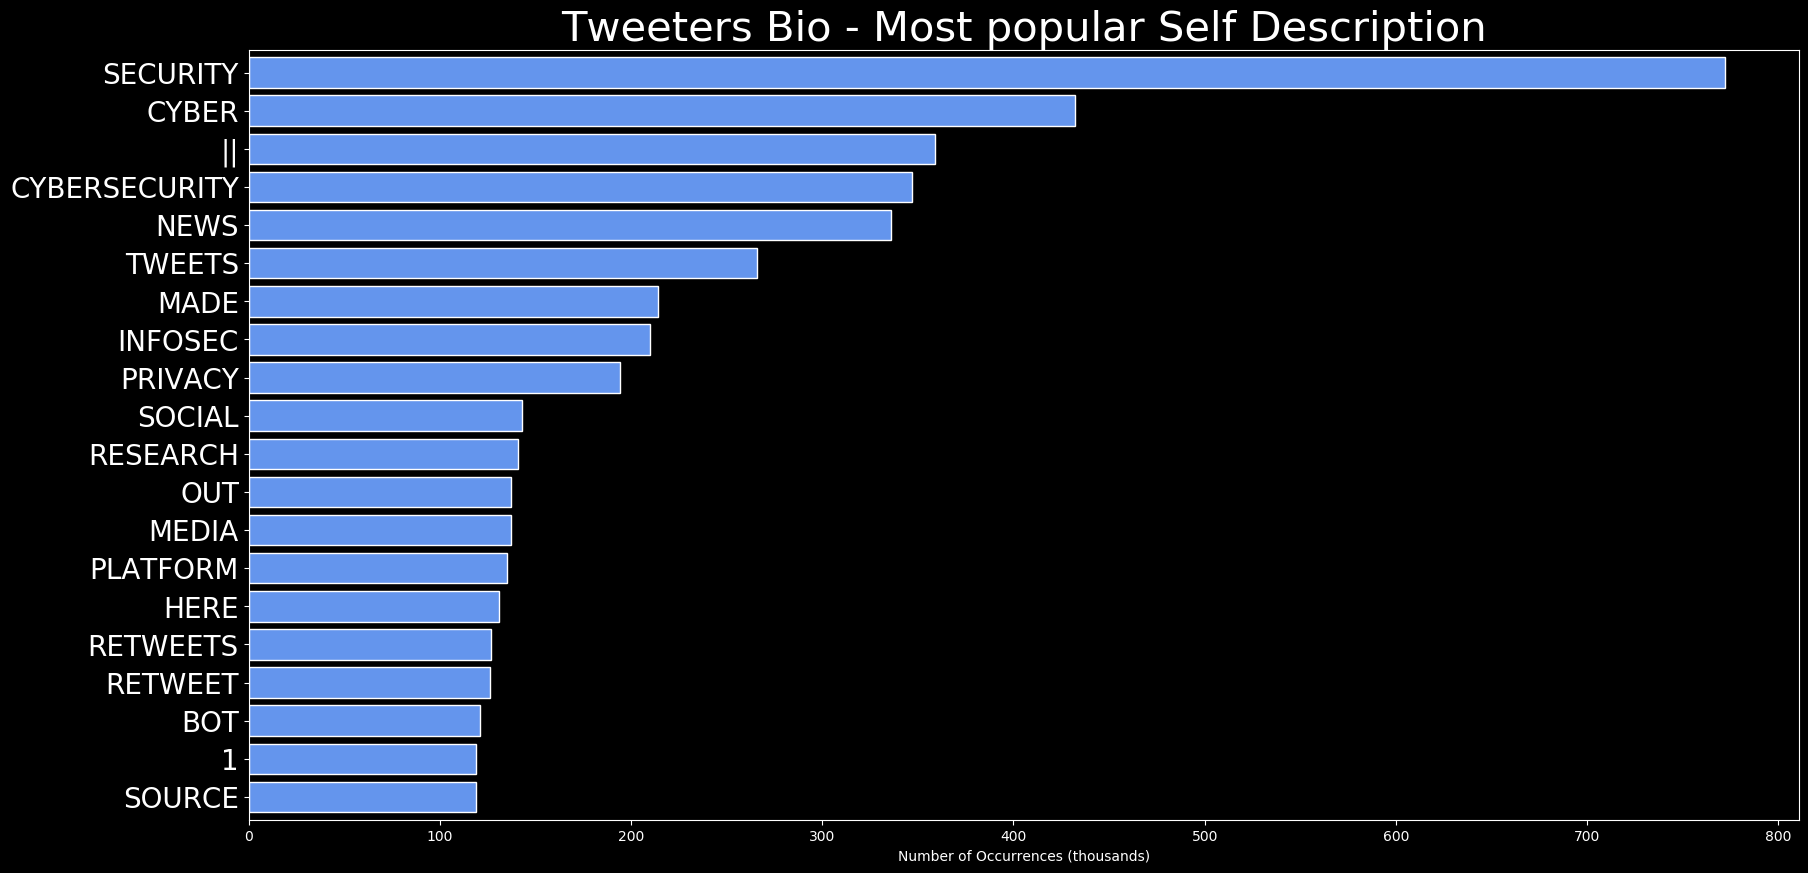 Tweeters Bio - Most popular Self Description
SECURITY
CYBER
||
CYBERSECURITY
NEWS
TWEETS
MADE
INFOSEC
PRIVACY
SOCIAL
RESEARCH
OUT
MEDIA
PLATFORM
HERE
RETWEETS
RETWEET
BOT
1
SOURCE
0 100 200 300 400 500 600 700 800
Number of Occurrences (thousands)